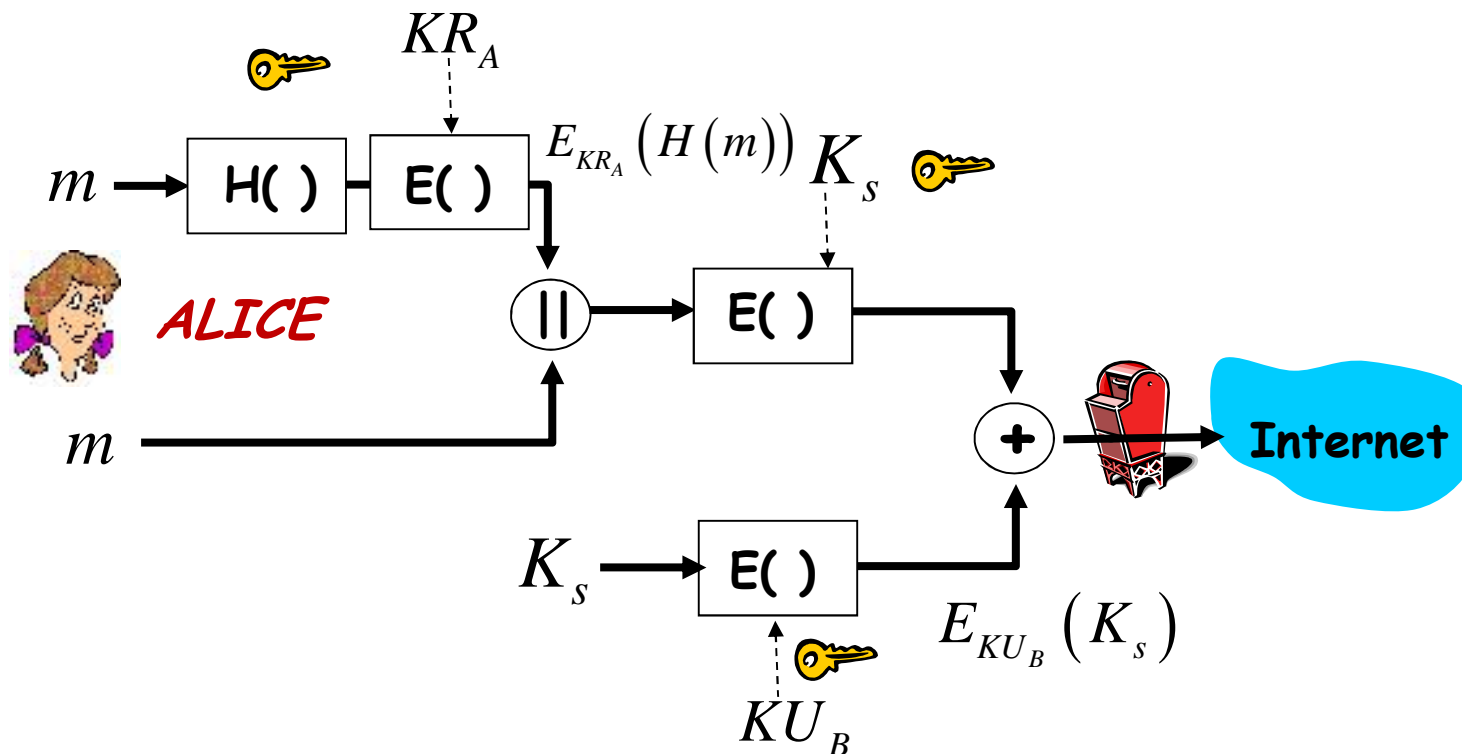 KR_A
m
H( )
E( )
E_{KR_A}(H(m))
K_s
ALICE
||
E( )
m
+
Internet
K_s
E( )
E_{KU_B}(K_s)
KU_B